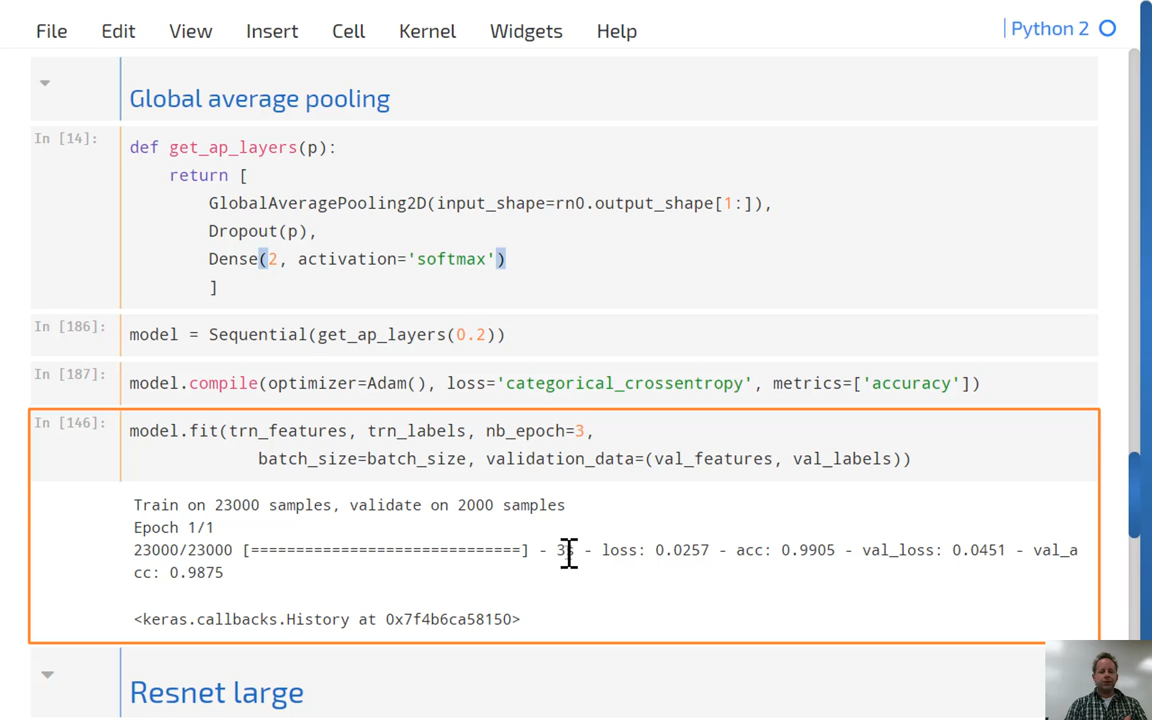 File Edit View Insert Cell Kernel Widgets Help Python 2
Global average pooling
In [14]:
def get_ap_layers(p):
return [
GlobalAveragePooling2D(input_shape=rn0.output_shape[1:]),
Dropout(p),
Dense(2, activation='softmax')
]
In [186]:
model = Sequential(get_ap_layers(0.2))
In [187]:
model.compile(optimizer=Adam(), loss='categorical_crossentropy', metrics=['accuracy'])
In [146]:
model.fit(trn_features, trn_labels, nb_epoch=3,
batch_size=batch_size, validation_data=(val_features, val_labels))
Train on 23000 samples, validate on 2000 samples
Epoch 1/1
23000/23000 [==============================] - 3s - loss: 0.0257 - acc: 0.9905 - val_loss: 0.0451 - val_a
cc: 0.9875
<keras.callbacks.History at 0x7f4b6ca58150>
Resnet large